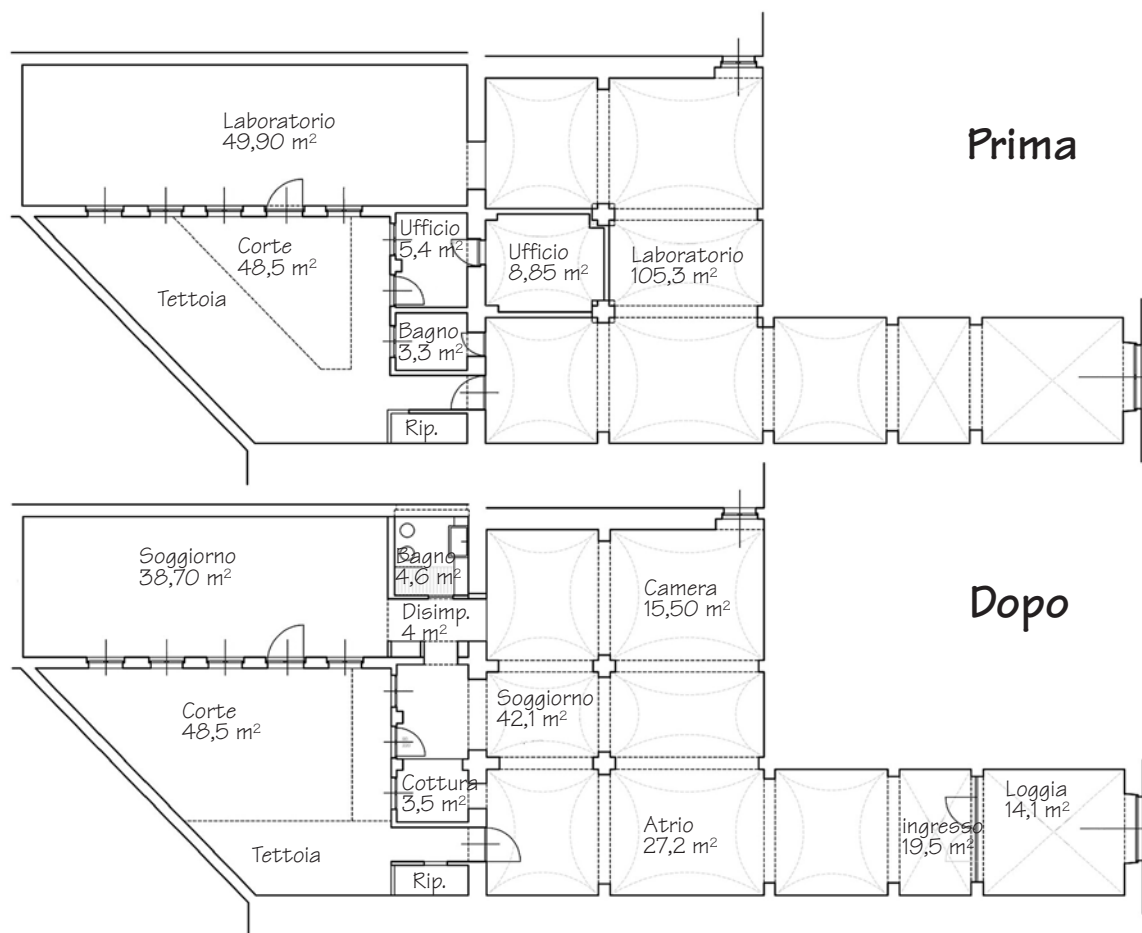 Prima
Laboratorio
49,90 m²
Corte
48,5 m²
Tettoia
Ufficio
5,4 m²
Ufficio
8,85 m²
Laboratorio
105,3 m²
Bagno
3,3 m²
Rip.
Dopo
Soggiorno
38,70 m²
Bagno
4,6 m²
Disimp.
4 m²
Camera
15,50 m²
Corte
48,5 m²
Soggiorno
42,1 m²
Cottura
3,5 m²
Tettoia
Rip.
Atrio
27,2 m²
ingresso
19,5 m²
Loggia
14,1 m²